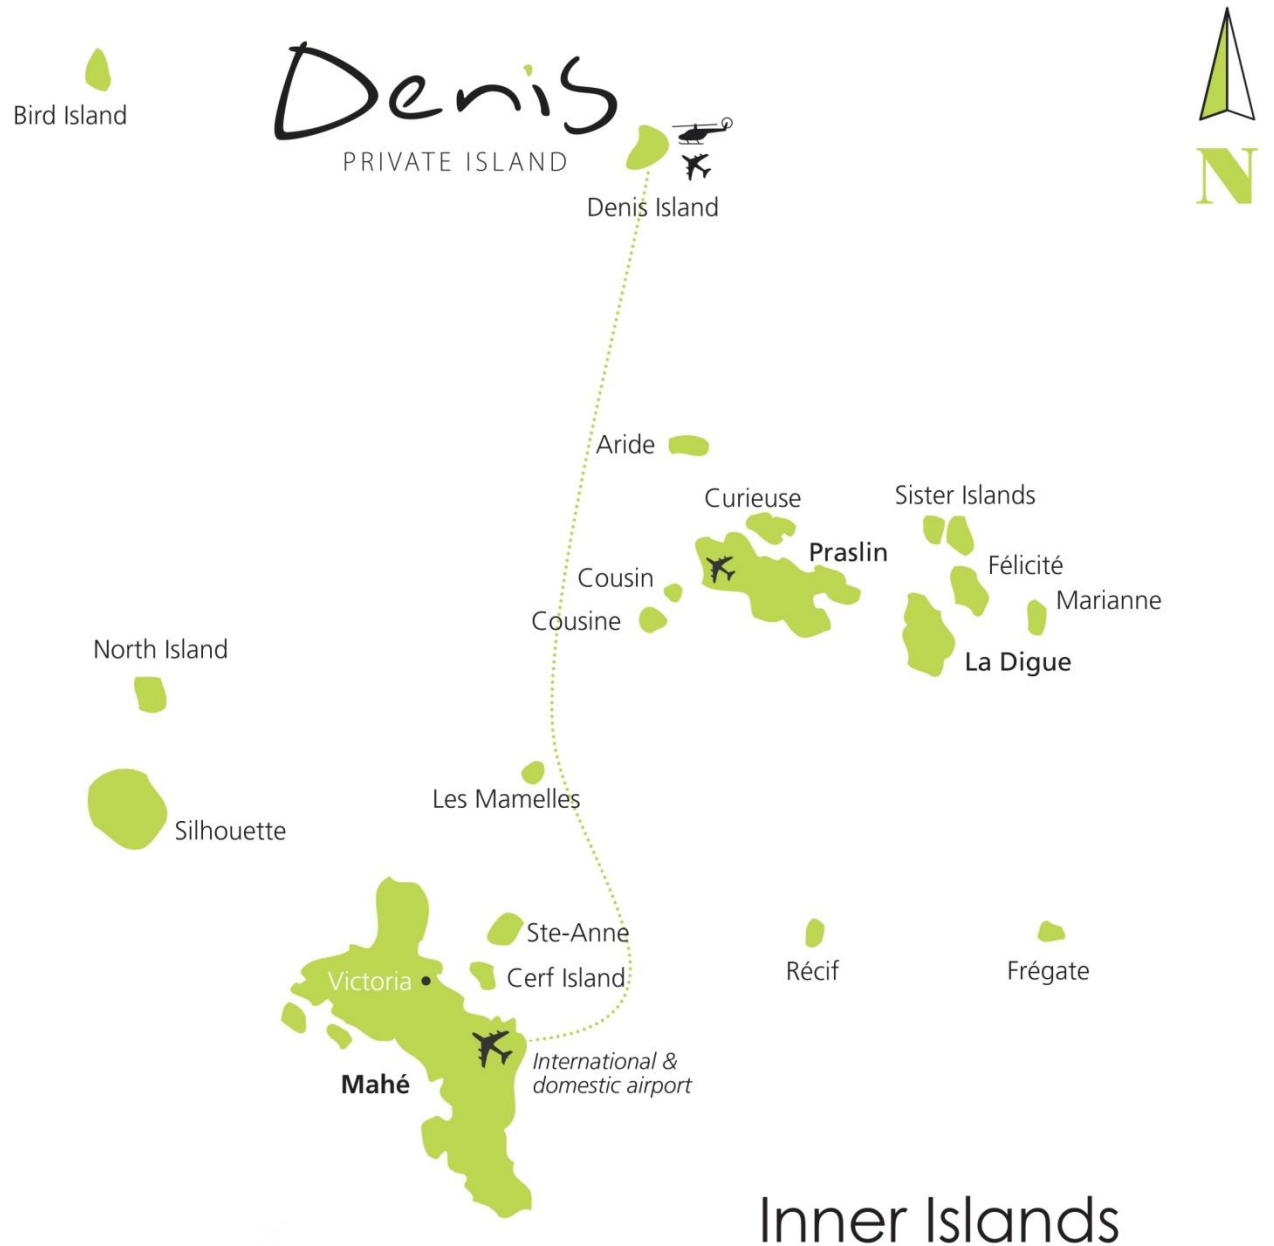 Bird Island
Denis
PRIVATE ISLAND
N
Denis Island
Aride
Curieuse
Sister Islands
Praslin
Félicité
Cousin
Marianne
Cousine
North Island
La Digue
Les Mamelles
Silhouette
Ste-Anne
Récif
Frégate
Cerf Island
Victoria
International &
domestic airport
Mahé
Inner Islands